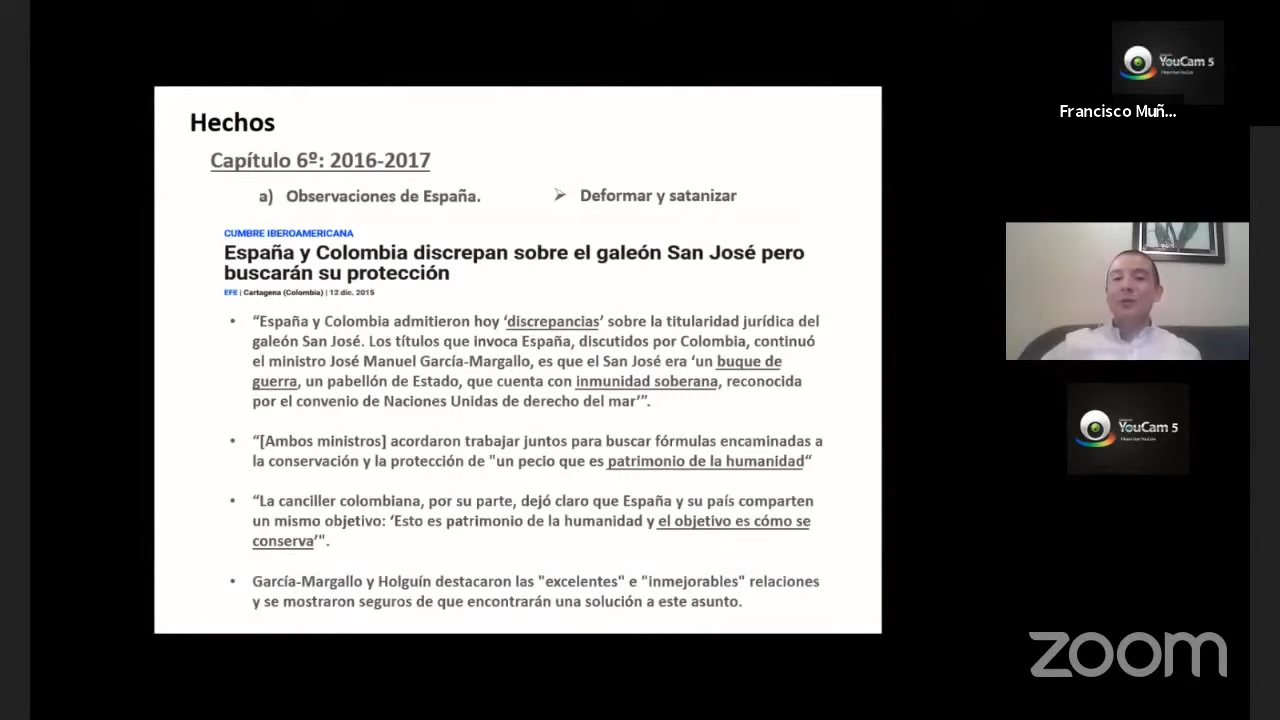 Hechos
Capítulo 6º: 2016-2017
a) Observaciones de España. ➢ Deformar y satanizar
CUMBRE IBEROAMERICANA
España y Colombia discrepan sobre el galeón San José pero
buscarán su protección
EFE | Cartagena (Colombia) | 12 dic. 2015
• “España y Colombia admitieron hoy ‘discrepancias’ sobre la titularidad jurídica del
galeón San José. Los títulos que invoca España, discutidos por Colombia, continuó
el ministro José Manuel García-Margallo, es que el San José era ‘un buque de
guerra, un pabellón de Estado, que cuenta con inmunidad soberana, reconocida
por el convenio de Naciones Unidas de derecho del mar’”.
• “[Ambos ministros] acordaron trabajar juntos para buscar fórmulas encaminadas a
la conservación y la protección de "un pecio que es patrimonio de la humanidad“
• “La canciller colombiana, por su parte, dejó claro que España y su país comparten
un mismo objetivo: ‘Esto es patrimonio de la humanidad y el objetivo es cómo se
conserva’".
• García-Margallo y Holguín destacaron las "excelentes" e "inmejorables" relaciones
y se mostraron seguros de que encontrarán una solución a este asunto.
YouCam 5
Francisco Muñ...
YouCam 5
zoom